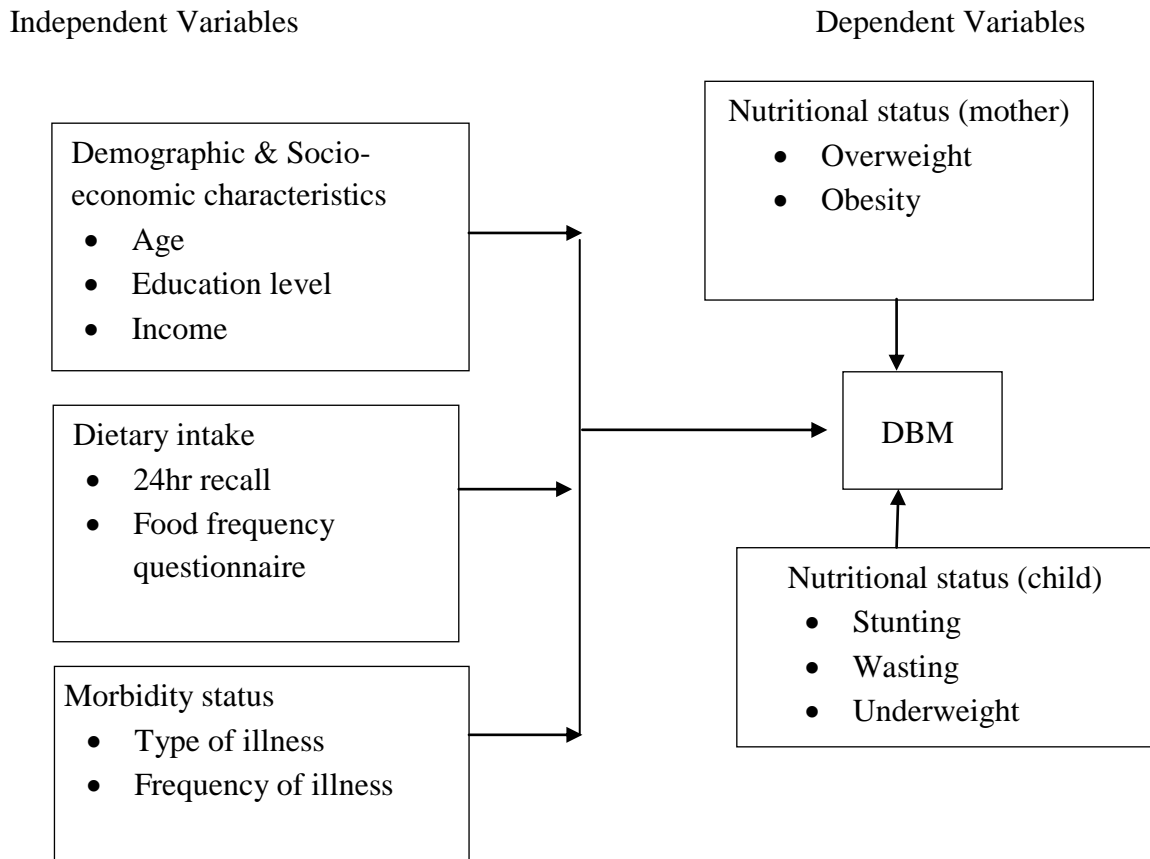 Independent Variables
Dependent Variables
Demographic & Socio-
economic characteristics
• Age
• Education level
• Income
Dietary intake
• 24hr recall
• Food frequency
questionnaire
Morbidity status
• Type of illness
• Frequency of illness
Nutritional status (mother)
• Overweight
• Obesity
DBM
Nutritional status (child)
• Stunting
• Wasting
• Underweight